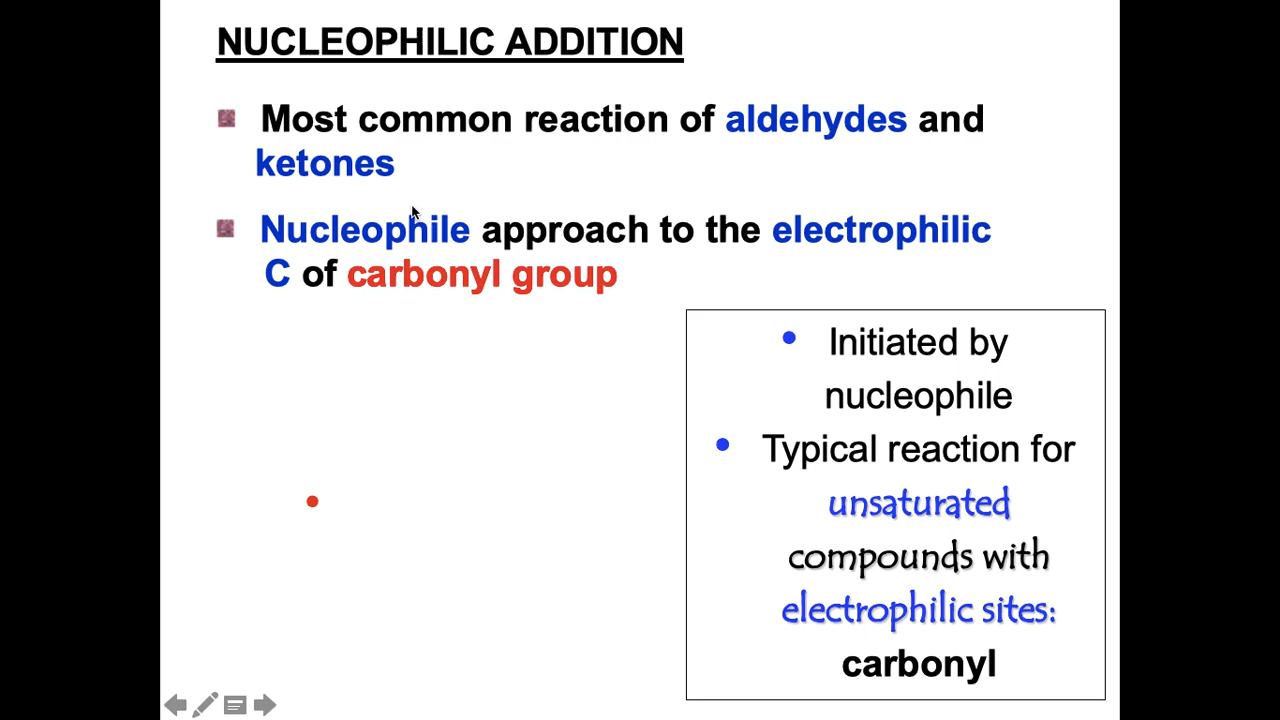 NUCLEOPHILIC ADDITION
Most common reaction of aldehydes and
ketones
Nucleophile approach to the electrophilic
C of carbonyl group
• Initiated by
nucleophile
• Typical reaction for
unsaturated
compounds with
electrophilic sites:
carbonyl